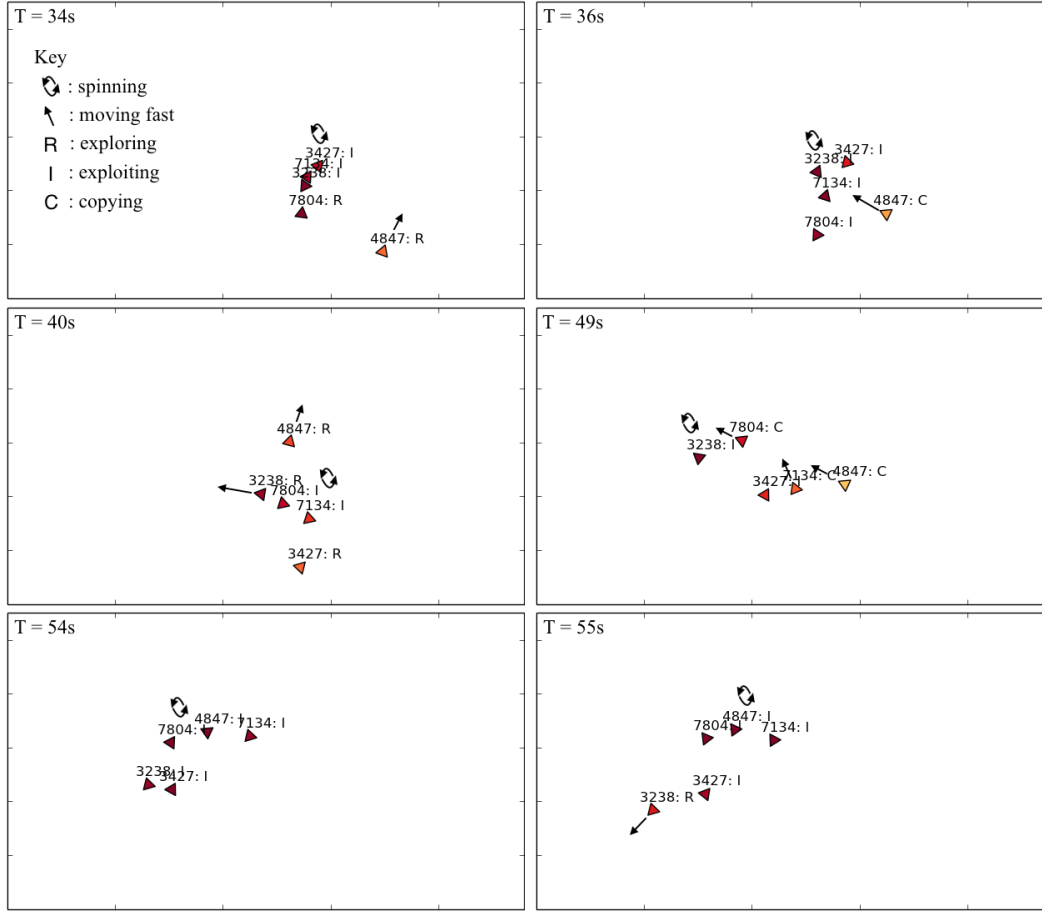 T = 34s
Key
: spinning
: moving fast
R : exploring
I : exploiting
C : copying
3427: I
7134: I
3238: I
7804: R
4847: R
T = 36s
3427: I
3238: I
7134: I
4847: C
7804: I
T = 40s
4847: R
3238: R
7804: I
7134: I
3427: R
T = 49s
7804: C
3238: I
7134: C
4847: C
3427: I
T = 54s
4847: I
7134: I
7804: I
3238: I
3427: I
T = 55s
4847: I
7804: I
7134: I
3427: I
3238: R